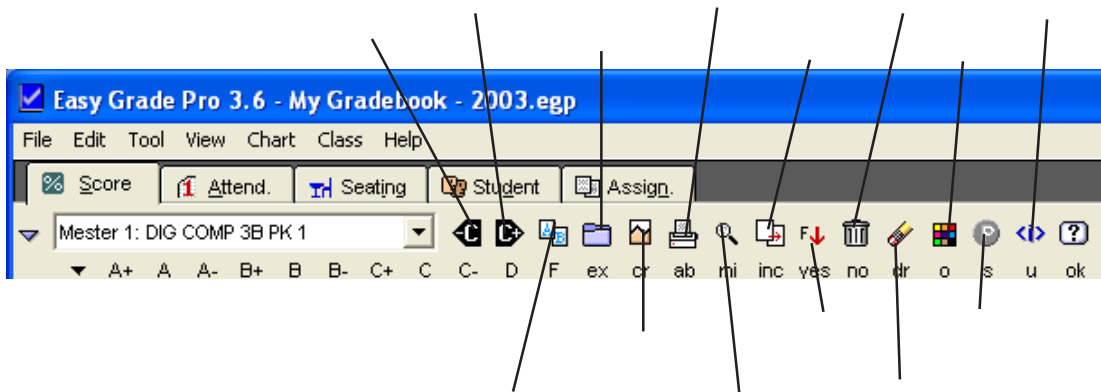 Easy Grade Pro 3.6 - My Gradebook - 2003.egp
File Edit Tool View Chart Class Help
Score Attend. Seating Student Assign.
Mester 1: DIG COMP 3B PK 1 C C F P <i> ?
A+ A A- B+ B B- C+ C C- D F ex cr ab mi inc yes no dr o s u ok